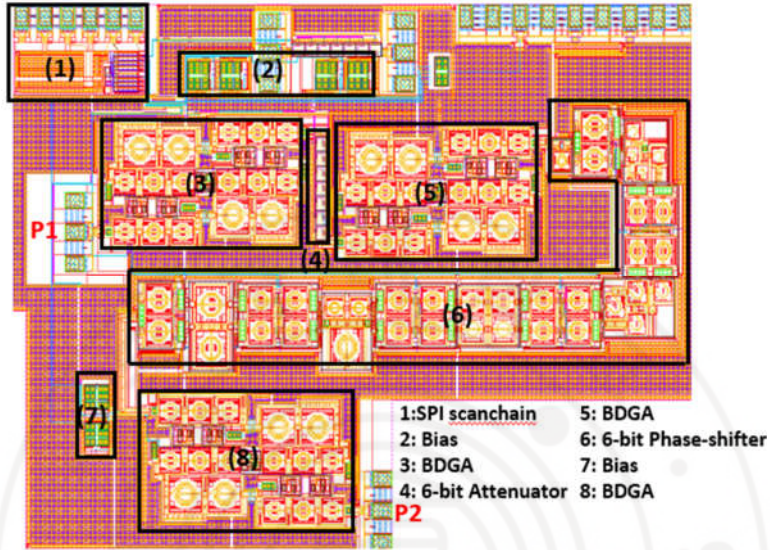 (1)
(2)
(3)
(5)
P1
(4)
(6)
(7)
(8)
P2
1:SPI scanchain
2: Bias
3: BDGA
4: 6-bit Attenuator
5: BDGA
6: 6-bit Phase-shifter
7: Bias
8: BDGA